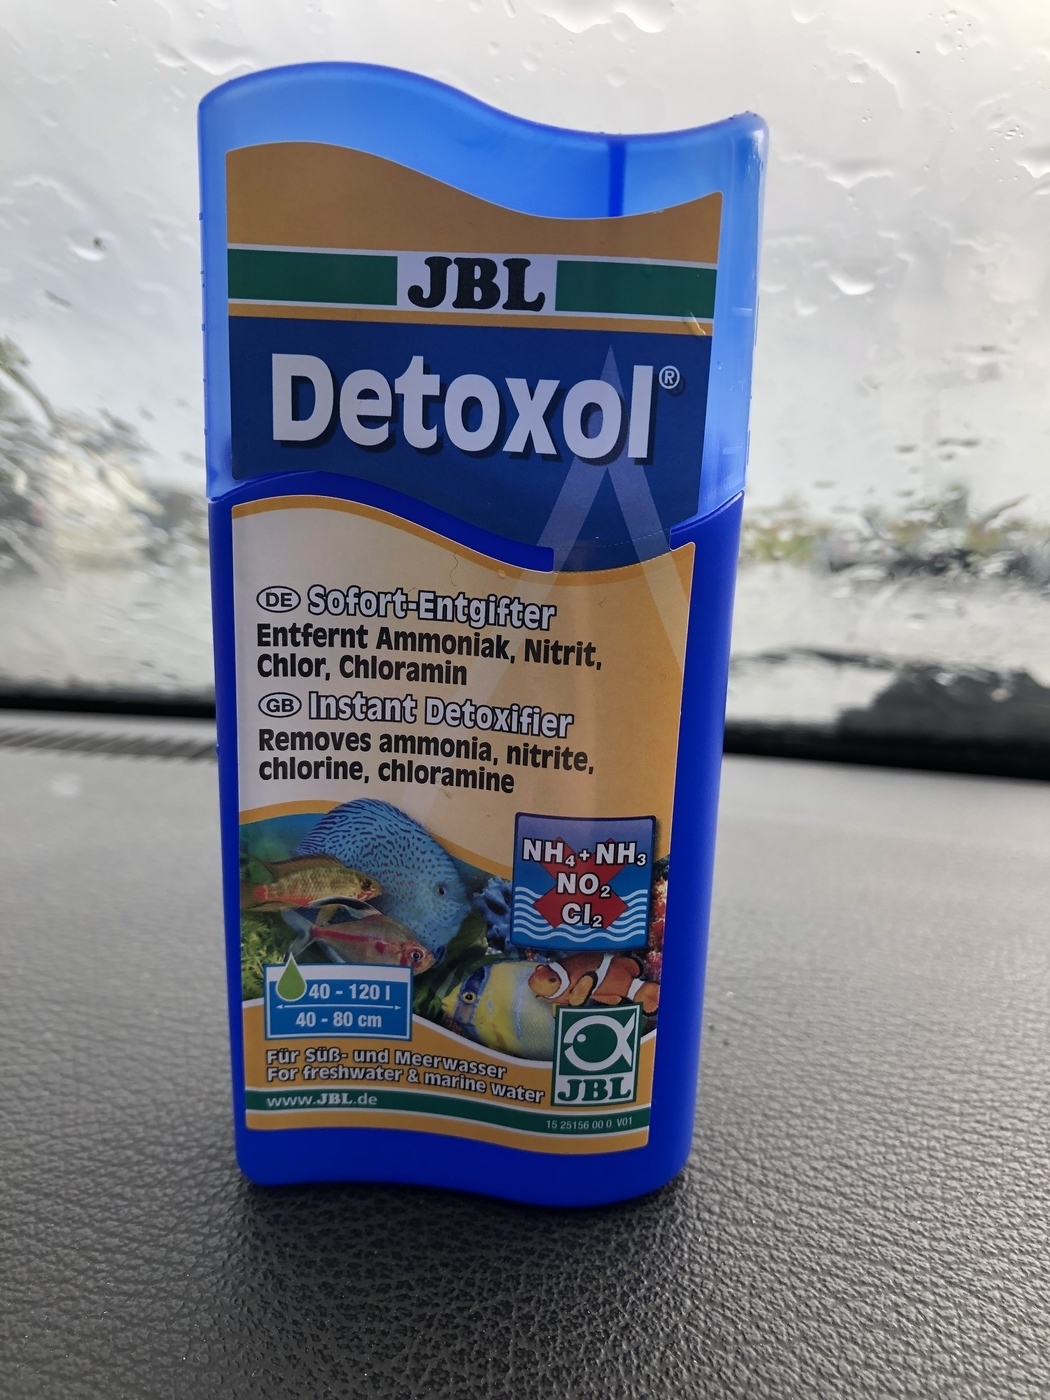 JBL
Detoxol®
DE Sofort-Entgifter
Entfernt Ammoniak, Nitrit,
Chlor, Chloramin
GB Instant Detoxifier
Removes ammonia, nitrite,
chlorine, chloramine
NH₄+NH₃
NO₂
Cl₂
40 - 120 l
40 - 80 cm
Für Süß- und Meerwasser
For freshwater & marine water
JBL
www.JBL.de
15 25156 00 0 V01